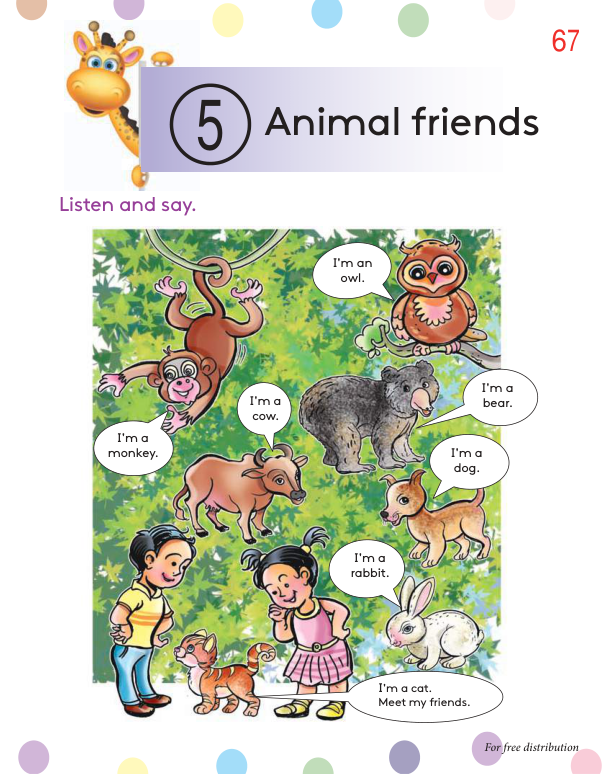 67
5 Animal friends
Listen and say.
I'm an
owl.
I'm a
bear.
I'm a
cow.
I'm a
monkey.
I'm a
dog.
I'm a
rabbit.
I'm a cat.
Meet my friends.
For free distribution